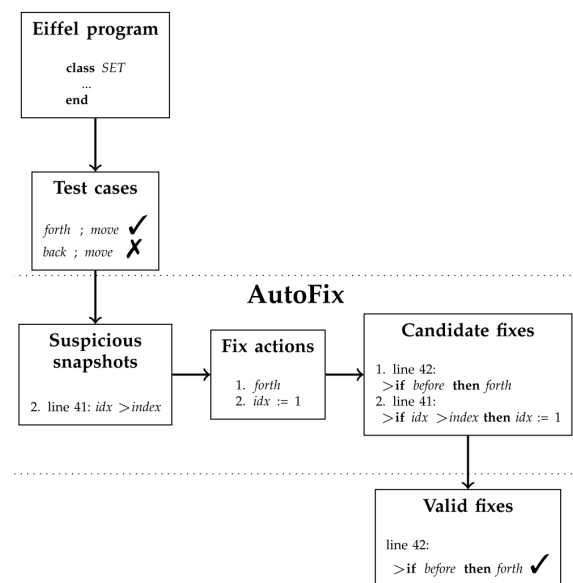 Eiffel program
class SET
...
end
Test cases
forth ; move ✓
back ; move ✗
AutoFix
Suspicious
snapshots
2. line 41: idx >index
Fix actions
1. forth
2. idx := 1
Candidate fixes
1. line 42:
>if before then forth
2. line 41:
>if idx >index then idx := 1
Valid fixes
line 42:
>if before then forth ✓